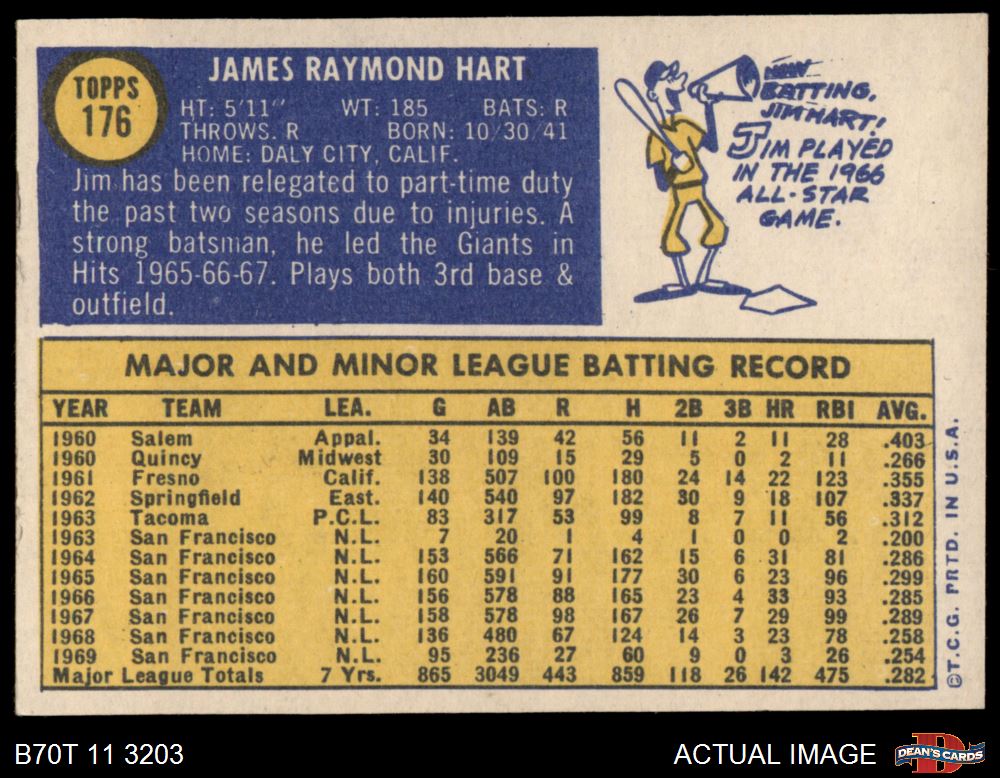 TOPPS
176
JAMES RAYMOND HART
HT: 5'11" WT: 185 BATS: R
THROWS. R BORN: 10/30/41
HOME: DALY CITY, CALIF.
Jim has been relegated to part-time duty
the past two seasons due to injuries. A
strong batsman, he led the Giants in
Hits 1965-66-67. Plays both 3rd base &
outfield.
NOW
BATTING,
JIM HART!
JIM PLAYED
IN THE 1966
ALL-STAR
GAME.
MAJOR AND MINOR LEAGUE BATTING RECORD
YEAR TEAM LEA. G AB R H 2B 3B HR RBI AVG.
1960 Salem Appal. 34 139 42 56 11 2 11 28 .403
1960 Quincy Midwest 30 109 15 29 5 0 2 11 .266
1961 Fresno Calif. 138 507 100 180 24 14 22 123 .355
1962 Springfield East. 140 540 97 182 30 9 18 107 .337
1963 Tacoma P.C.L. 83 317 53 99 8 7 11 56 .312
1963 San Francisco N.L. 7 20 1 4 1 0 0 2 .200
1964 San Francisco N.L. 153 566 71 162 15 6 31 81 .286
1965 San Francisco N.L. 160 591 91 177 30 6 23 96 .299
1966 San Francisco N.L. 156 578 88 165 23 4 33 93 .285
1967 San Francisco N.L. 158 578 98 167 26 7 29 99 .289
1968 San Francisco N.L. 136 480 67 124 14 3 23 78 .258
1969 San Francisco N.L. 95 236 27 60 9 0 3 26 .254
Major League Totals 7 Yrs. 865 3049 443 859 118 26 142 475 .282
©T.C.G. PRTD. IN U.S.A.
B70T 11 3203
ACTUAL IMAGE
DEAN'S CARDS